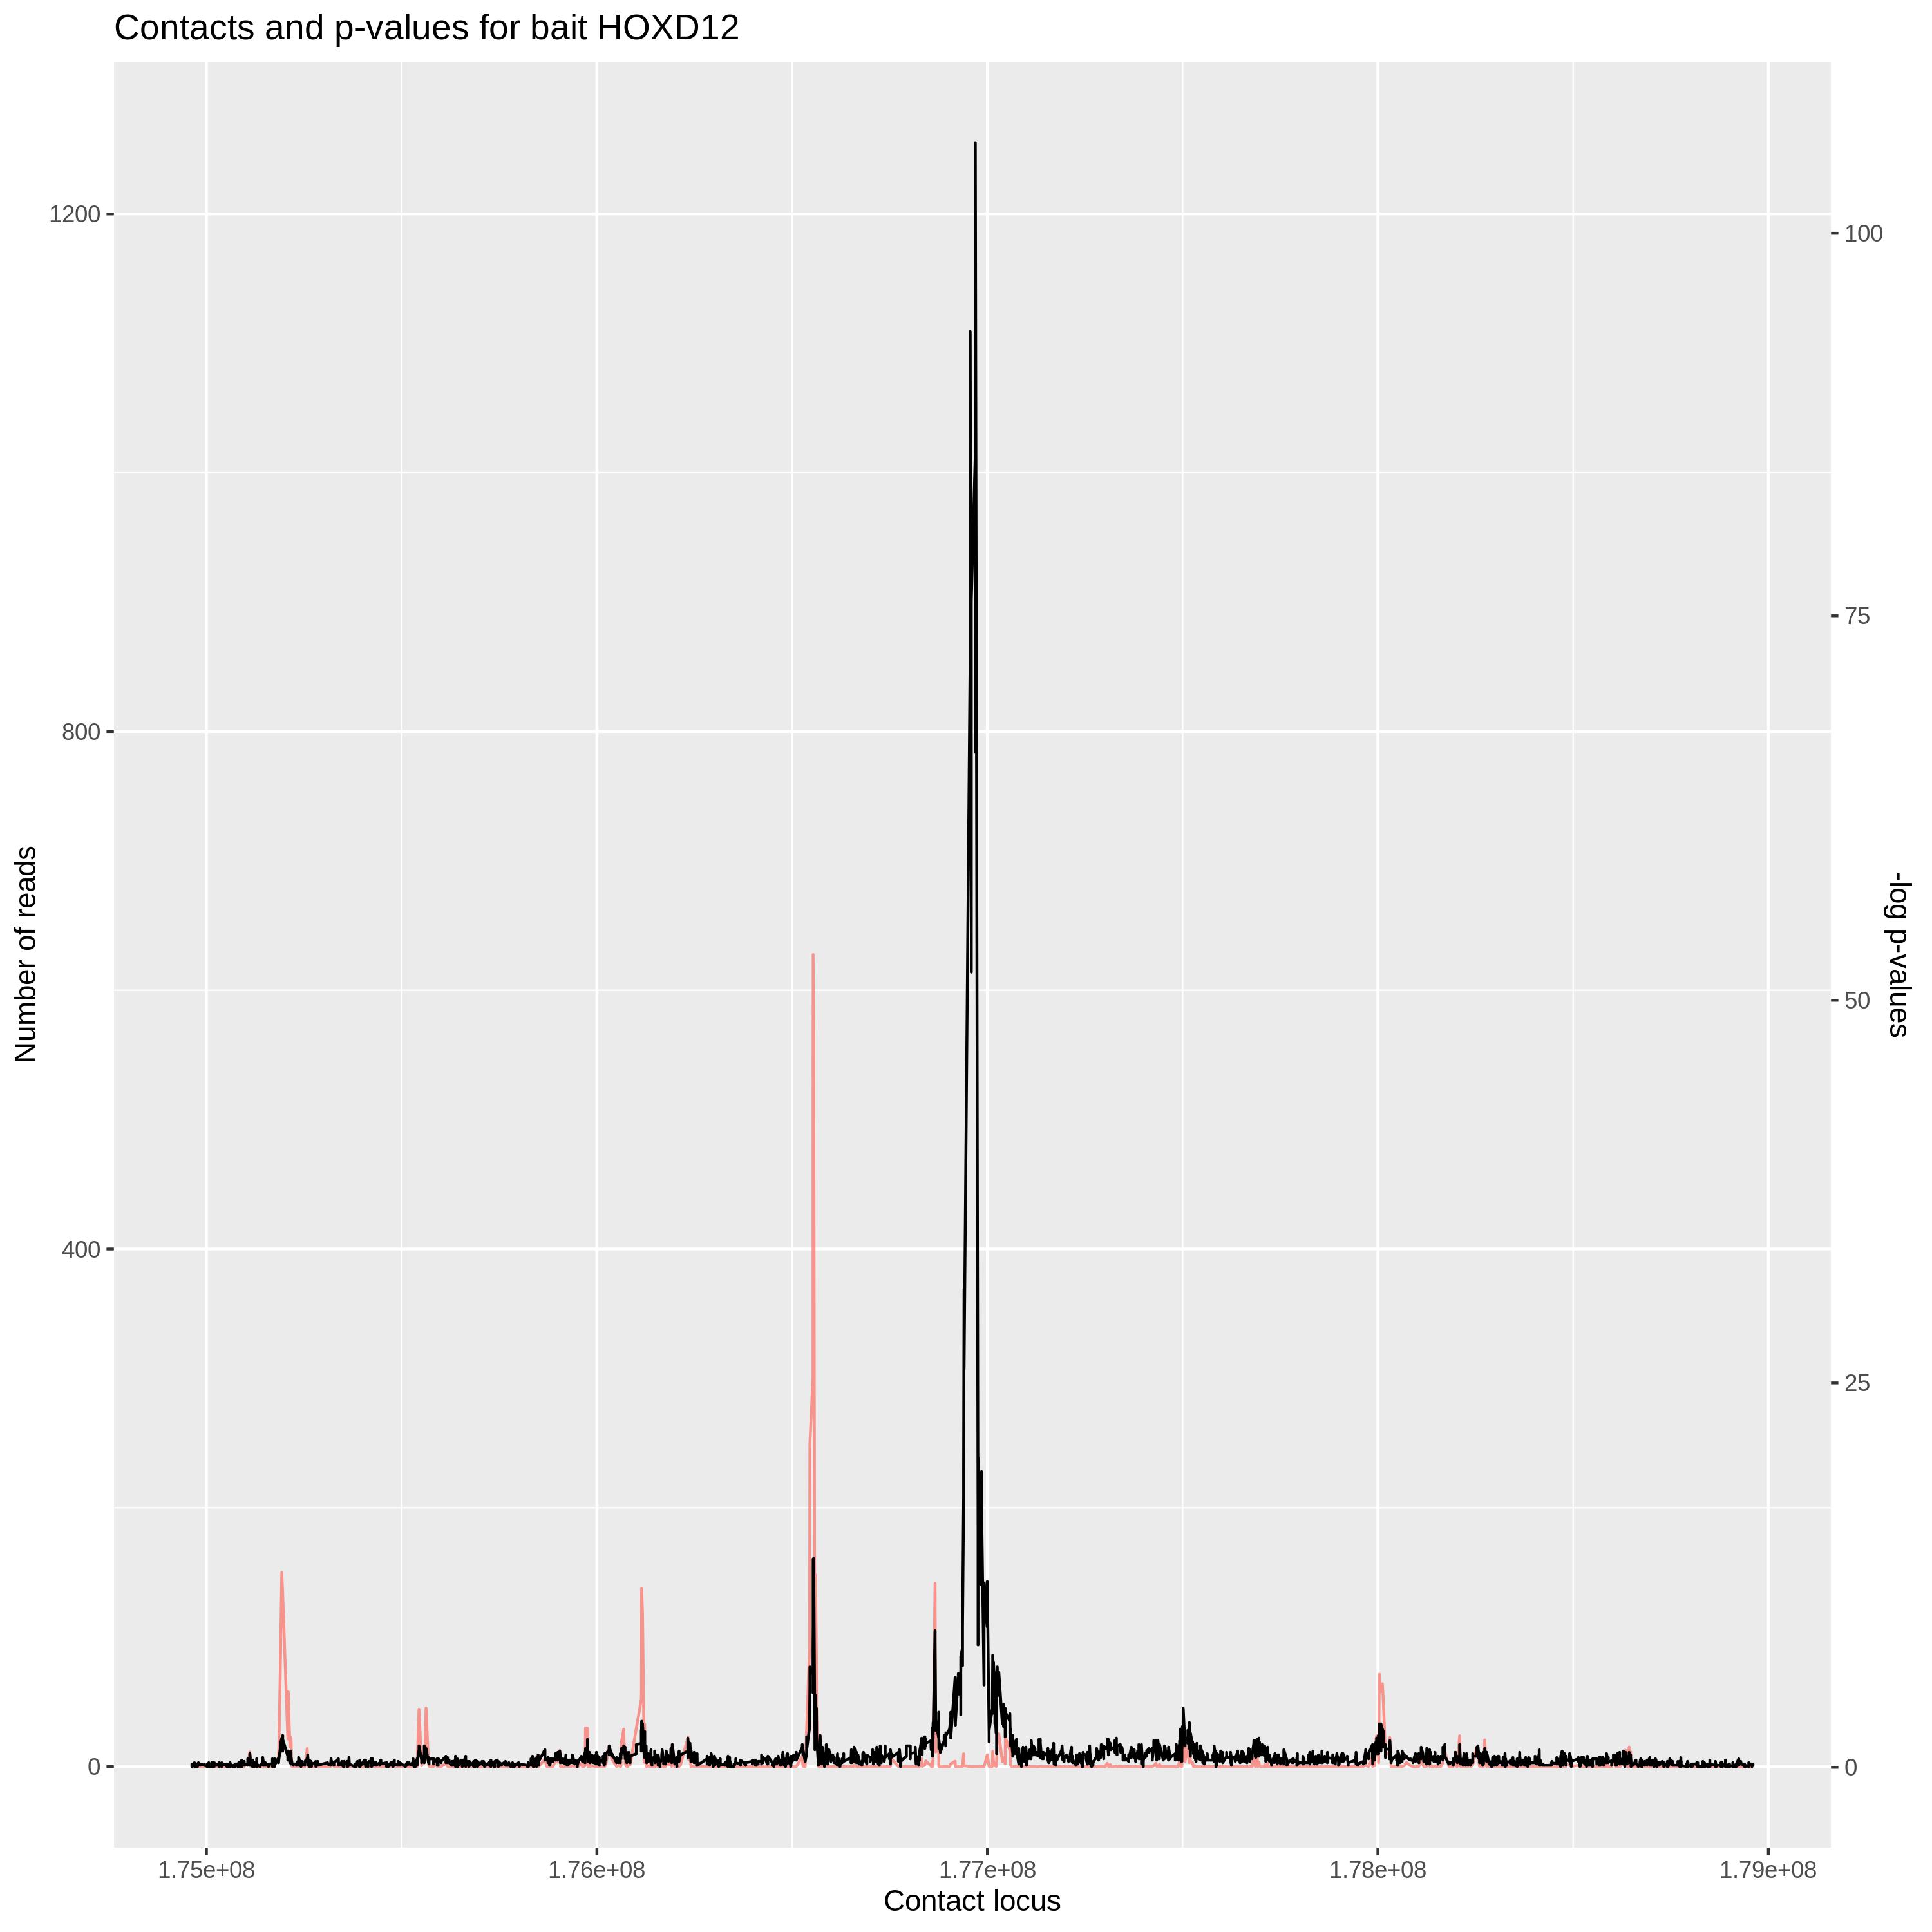 Contacts and p-values for bait HOXD12
1200
800
400
0
Number of reads
100
75
50
25
0
-log p-values
1.75e+08
1.76e+08
1.77e+08
1.78e+08
1.79e+08
Contact locus